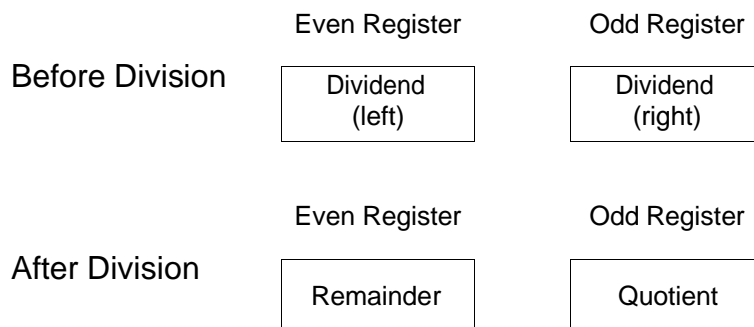 Even Register Odd Register
Before Division
Dividend
(left)
Dividend
(right)
Even Register Odd Register
After Division
Remainder Quotient